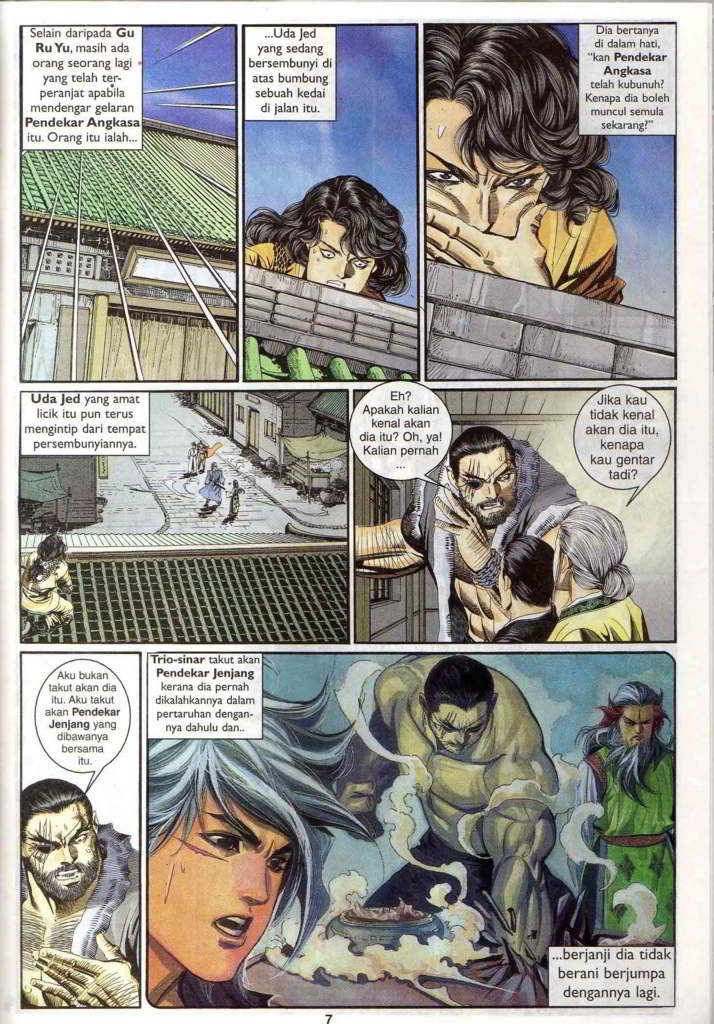 Selain daripada Gu
Ru Yu, masih ada
orang seorang lagi
yang telah ter-
peranjat apabila
mendengar gelaran
Pendekar Angkasa
itu. Orang itu ialah...
...Uda Jed
yang sedang
bersembunyi di
atas bumbung
sebuah kedai
di jalan itu.
Dia bertanya
di dalam hati,
"kan Pendekar
Angkasa
telah kubunuh?
Kenapa dia boleh
muncul semula
sekarang?"
Uda Jed yang amat
licik itu pun terus
mengintip dari tempat
persembunyiannya.
Eh?
Apakah kalian
kenal akan
dia itu? Oh, ya!
Kalian pernah
...
Jika kau
tidak kenal
akan dia itu,
kenapa
kau gentar
tadi?
Aku bukan
takut akan dia
itu. Aku takut
akan Pendekar
Jenjang yang
dibawanya
bersama
itu.
Trio-sinar takut akan
Pendekar Jenjang
kerana dia pernah
dikalahkannya dalam
pertaruhan dengan-
nya dahulu dan..
...berjanji dia tidak
berani berjumpa
dengannya lagi.
7